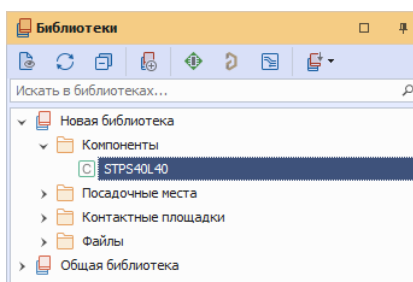 Библиотеки
Искать в библиотеках...
Новая библиотека
Компоненты
C STPS40L40
Посадочные места
Контактные площадки
Файлы
Общая библиотека